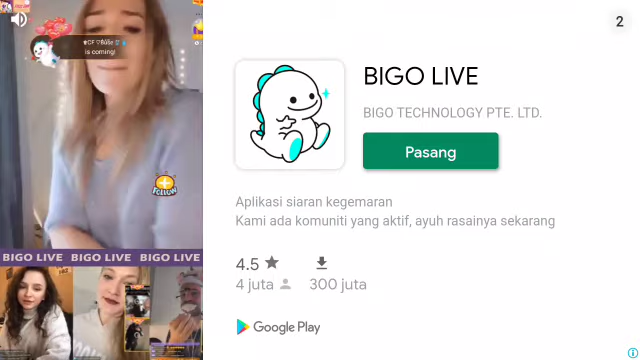 is coming!
FOLLOW
BIGO LIVE BIGO LIVE BIGO LIVE
2
BIGO LIVE
BIGO TECHNOLOGY PTE. LTD.
Pasang
Aplikasi siaran kegemaran
Kami ada komuniti yang aktif, ayuh rasainya sekarang
4.5
4 juta
300 juta
Google Play